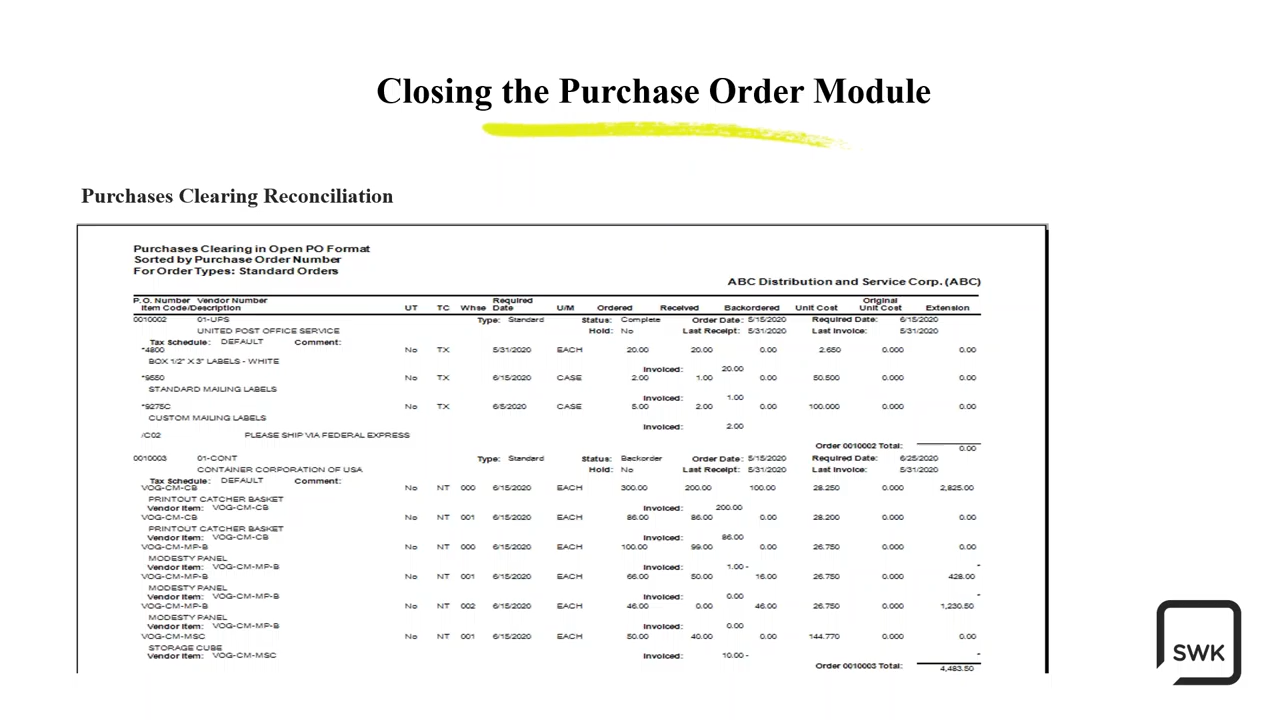 Closing the Purchase Order Module
Purchases Clearing Reconciliation
Purchases Clearing in Open PO Format
Sorted by Purchase Order Number
For Order Types: Standard Orders
ABC Distribution and Service Corp. (ABC)
P.O. Number Vendor Number Required Original
Item Code/Description UT TC Whse Date U/M Ordered Received Backordered Unit Cost Unit Cost Extension
0010002 01-UPS Type: Standard Status: Complete Order Date: 5/15/2020 Required Date: 6/15/2020
UNITED POST OFFICE SERVICE Hold: No Last Receipt: 5/31/2020 Last Invoice: 5/31/2020
Tax Schedule: DEFAULT Comment:
*4800 No TX 5/31/2020 EACH 20.00 20.00 0.00 2.650 0.000 0.00
BOX 1/2" X 3" LABELS - WHITE
Invoiced: 20.00
*9550 No TX 6/15/2020 CASE 2.00 1.00 0.00 50.500 0.000 0.00
STANDARD MAILING LABELS
Invoiced: 1.00
*9275C No TX 6/5/2020 CASE 5.00 2.00 0.00 100.000 0.000 0.00
CUSTOM MAILING LABELS
Invoiced: 2.00
/C02 PLEASE SHIP VIA FEDERAL EXPRESS
Order 0010002 Total: 0.00
0010003 01-CONT Type: Standard Status: Backorder Order Date: 5/15/2020 Required Date: 6/25/2020
CONTAINER CORPORATION OF USA Hold: No Last Receipt: 5/31/2020 Last Invoice: 5/31/2020
Tax Schedule: DEFAULT Comment:
VOG-CM-CB No NT 000 6/15/2020 EACH 300.00 200.00 100.00 28.250 0.000 2,825.00
PRINTOUT CATCHER BASKET
Vendor Item: VOG-CM-CB Invoiced: 200.00
VOG-CM-CB No NT 001 6/15/2020 EACH 86.00 86.00 0.00 28.200 0.000 0.00
PRINTOUT CATCHER BASKET
Vendor Item: VOG-CM-CB Invoiced: 86.00
VOG-CM-MP-B No NT 000 6/15/2020 EACH 100.00 99.00 0.00 26.750 0.000 0.00
MODESTY PANEL
Vendor Item: VOG-CM-MP-B Invoiced: 1.00- *
VOG-CM-MP-B No NT 001 6/15/2020 EACH 66.00 50.00 16.00 26.750 0.000 428.00
MODESTY PANEL
Vendor Item: VOG-CM-MP-B Invoiced: 0.00 *
VOG-CM-MP-B No NT 002 6/15/2020 EACH 46.00 0.00 46.00 26.750 0.000 1,230.50
MODESTY PANEL
Vendor Item: VOG-CM-MP-B Invoiced: 0.00
VOG-CM-MSC No NT 001 6/15/2020 EACH 50.00 40.00 0.00 144.770 0.000 0.00
STORAGE CUBE
Vendor Item: VOG-CM-MSC Invoiced: 10.00- *
Order 0010003 Total: 4,483.50
SWK